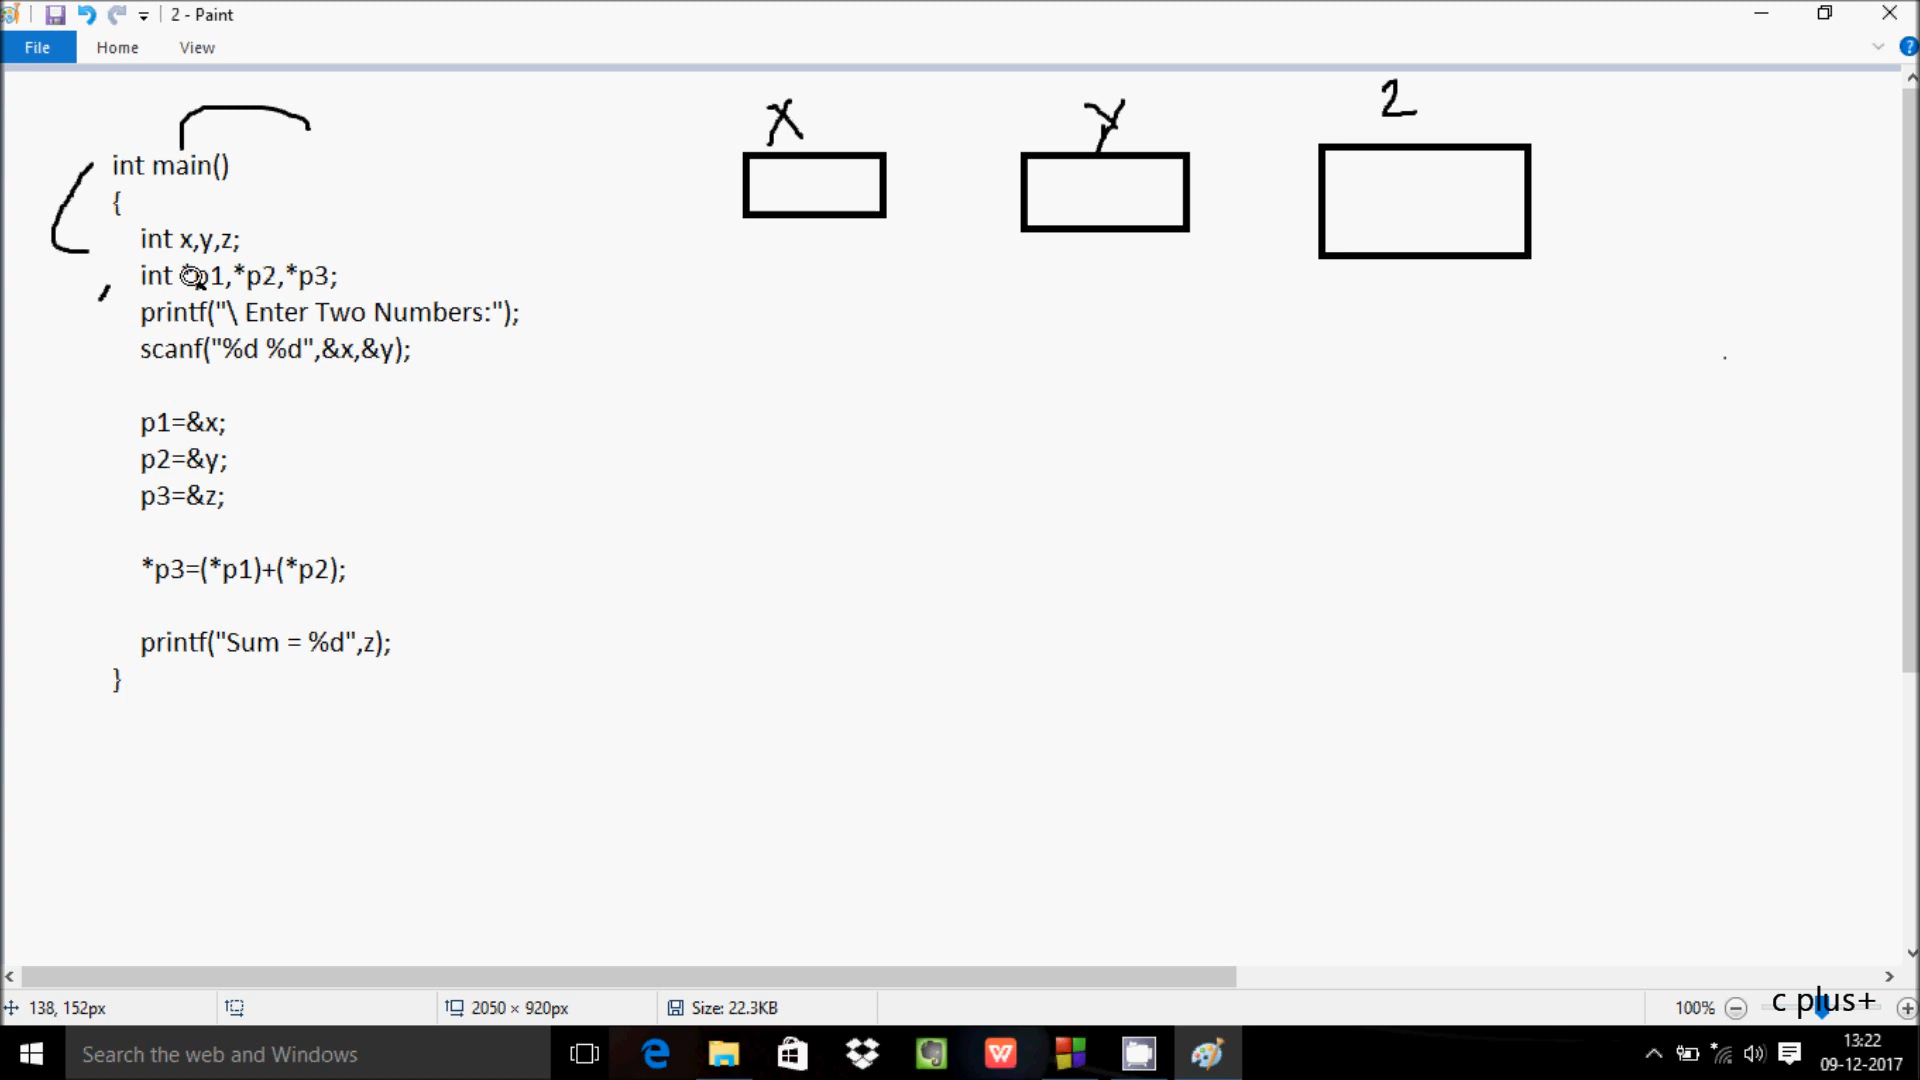 2 - Paint
File Home View
X y 2
int main()
{
int x,y,z;
int *p1,*p2,*p3;
printf("\ Enter Two Numbers:");
scanf("%d %d",&x,&y);
p1=&x;
p2=&y;
p3=&z;
*p3=(*p1)+(*p2);
printf("Sum = %d",z);
}
138, 152px 2050 × 920px Size: 22.3KB 100% c plus+
Search the web and Windows
13:22
09-12-2017